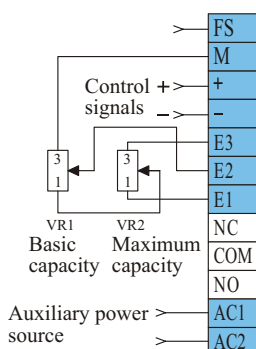 FS
M
Control +
+
signals −
−
E3
3
3
E2
1
1
E1
VR1
VR2
NC
Basic
Maximum
capacity
capacity
COM
NO
Auxiliary power
AC1
source
AC2